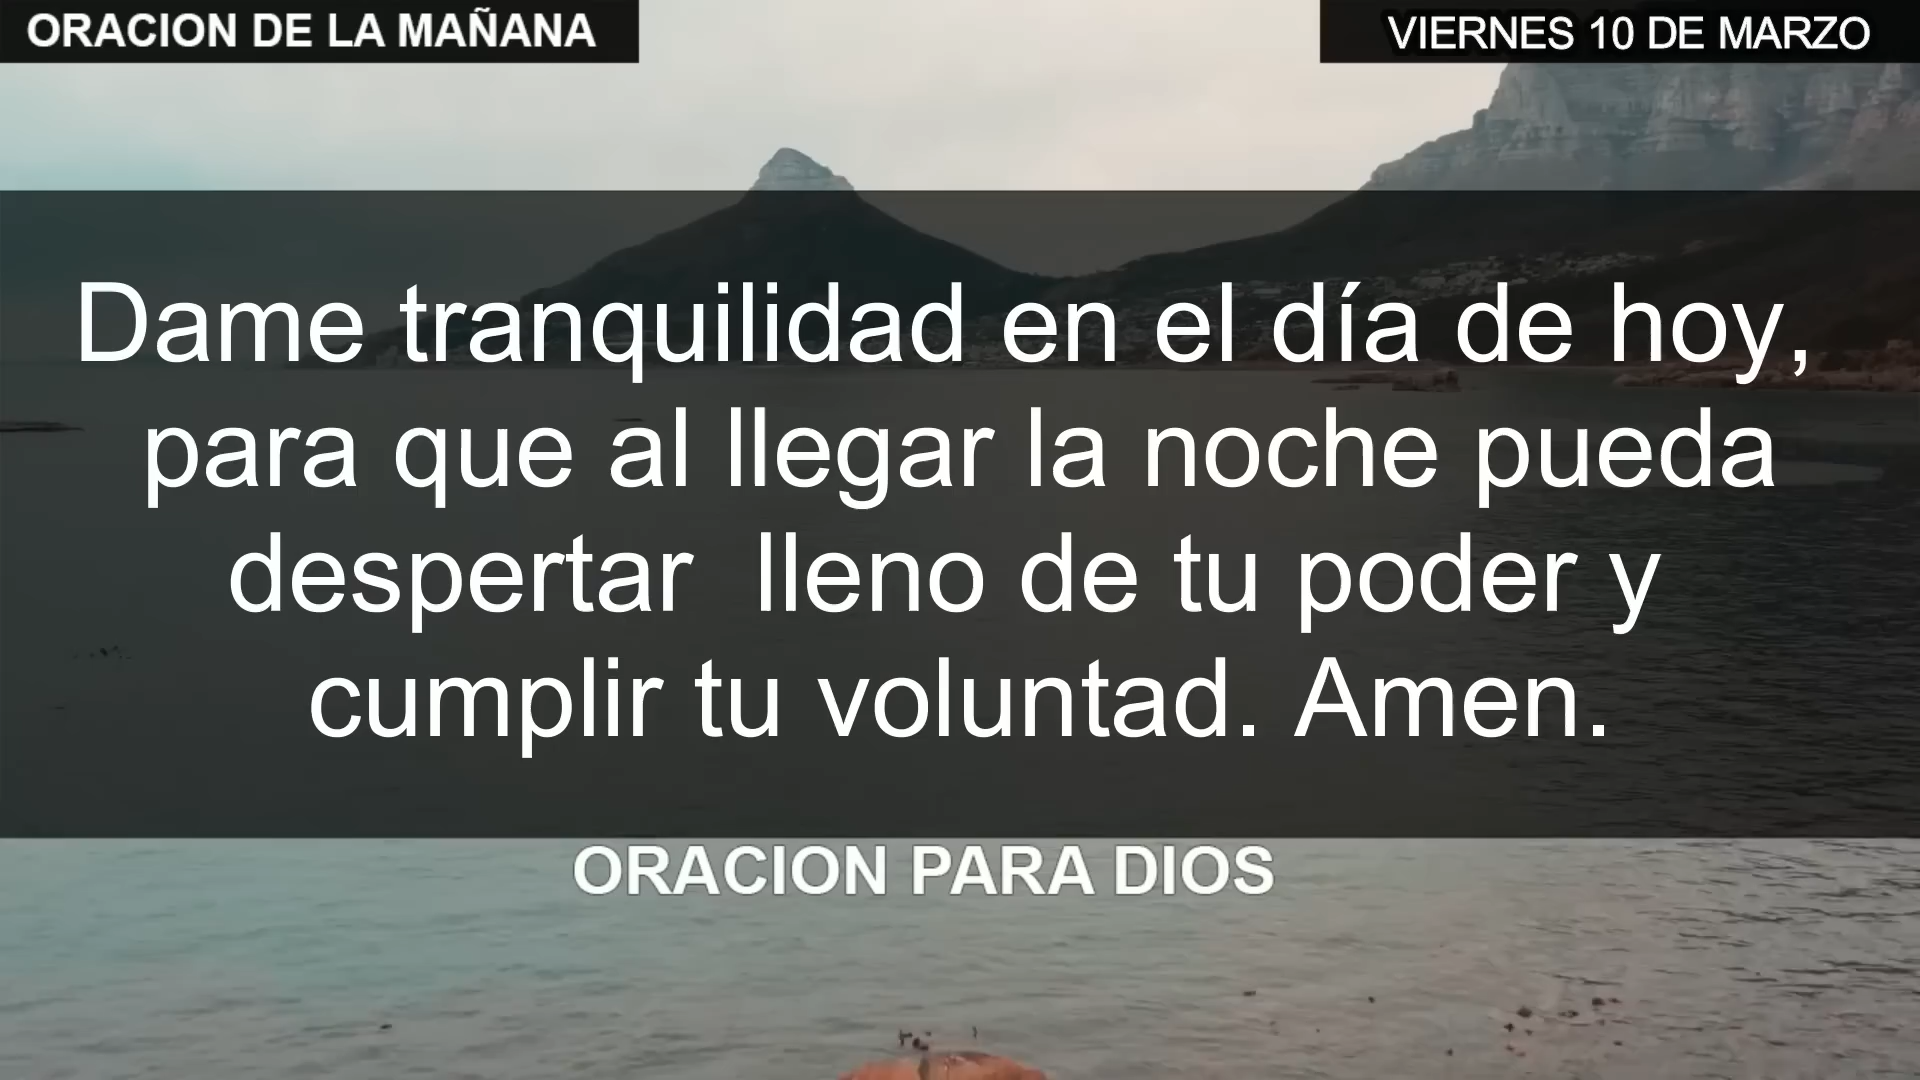 ORACION DE LA MAÑANA
VIERNES 10 DE MARZO
Dame tranquilidad en el día de hoy,
para que al llegar la noche pueda
despertar  lleno de tu poder y
cumplir tu voluntad. Amen.
ORACION PARA DIOS